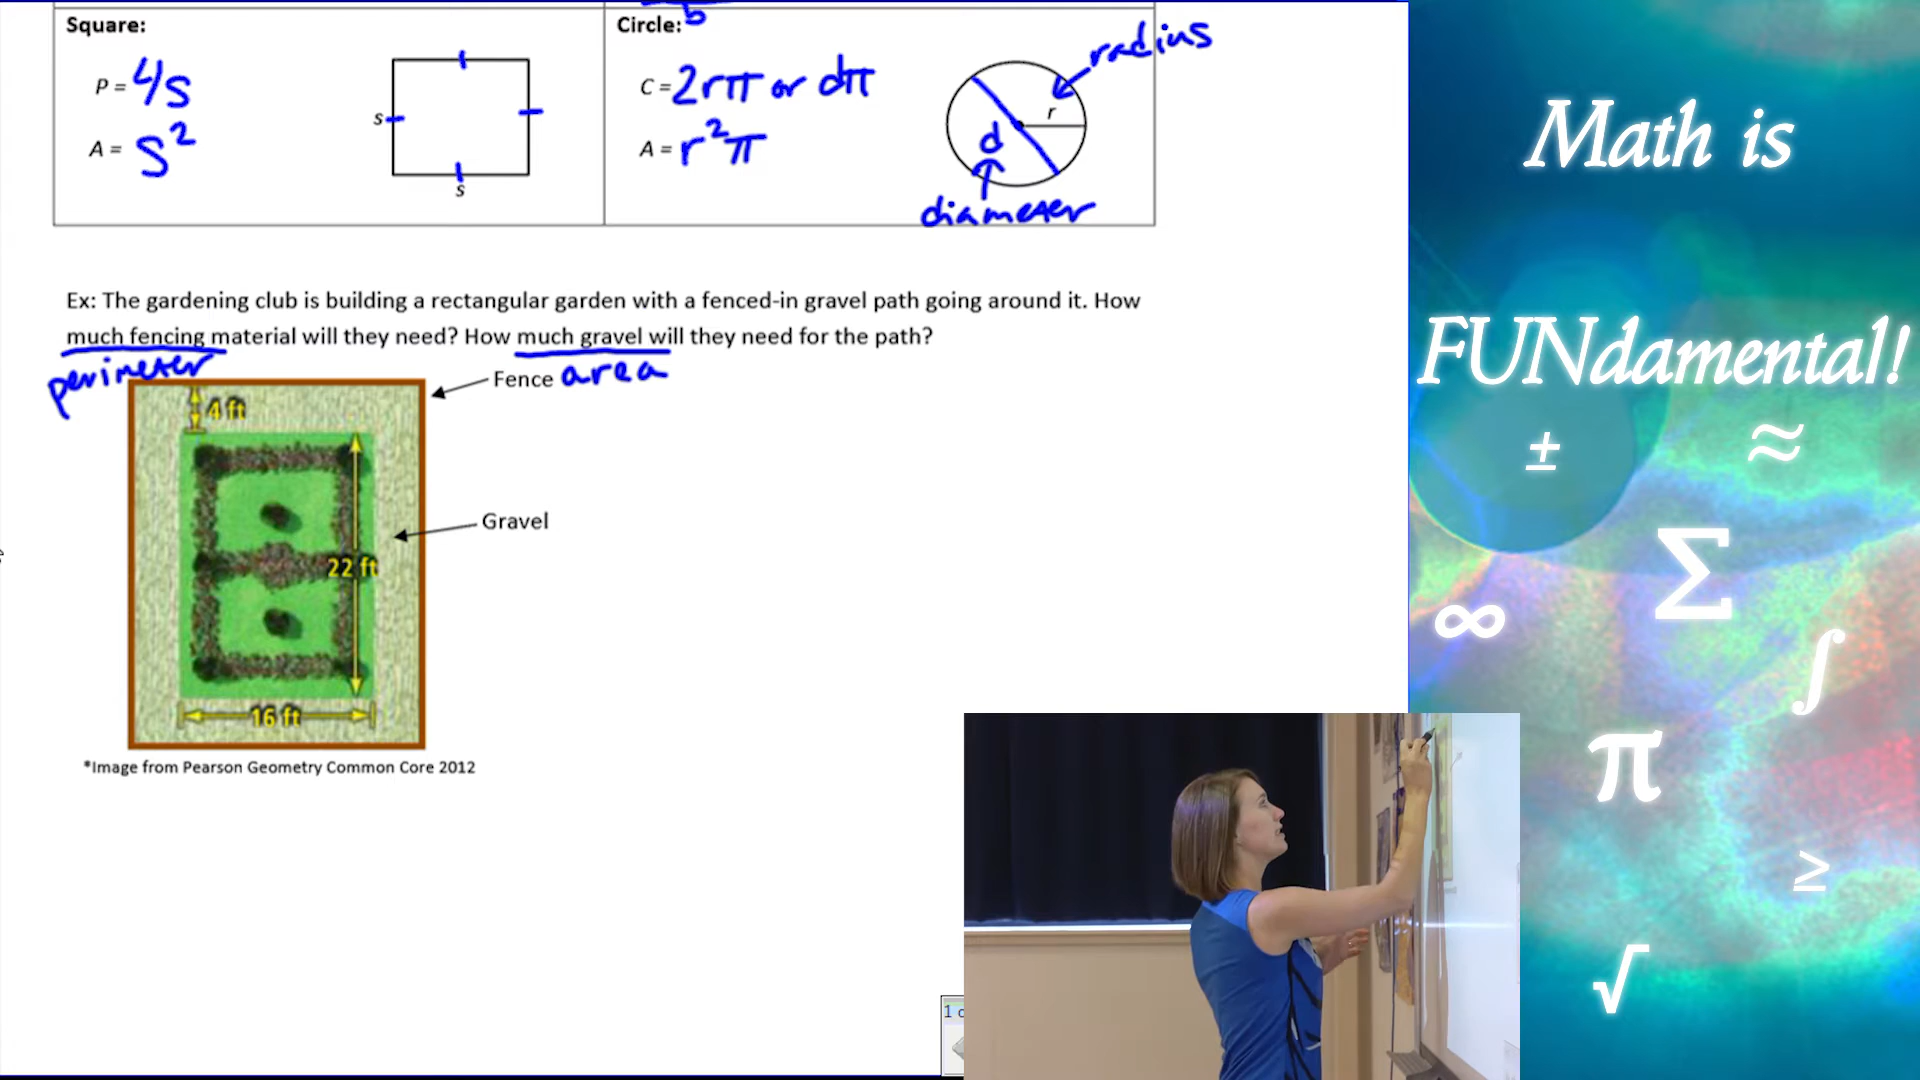 b
Square:
P = 4s
A = s²
s
s
Circle:
C = 2rπ or dπ
A = r²π
radius
r
d
diameter
Ex: The gardening club is building a rectangular garden with a fenced-in gravel path going around it. How
much fencing material will they need? How much gravel will they need for the path?
perimeter
area
Fence
4 ft
Gravel
22 ft
16 ft
*Image from Pearson Geometry Common Core 2012
Math is
FUNdamental!
± ≈
Σ
∞
∫
π
≥
√